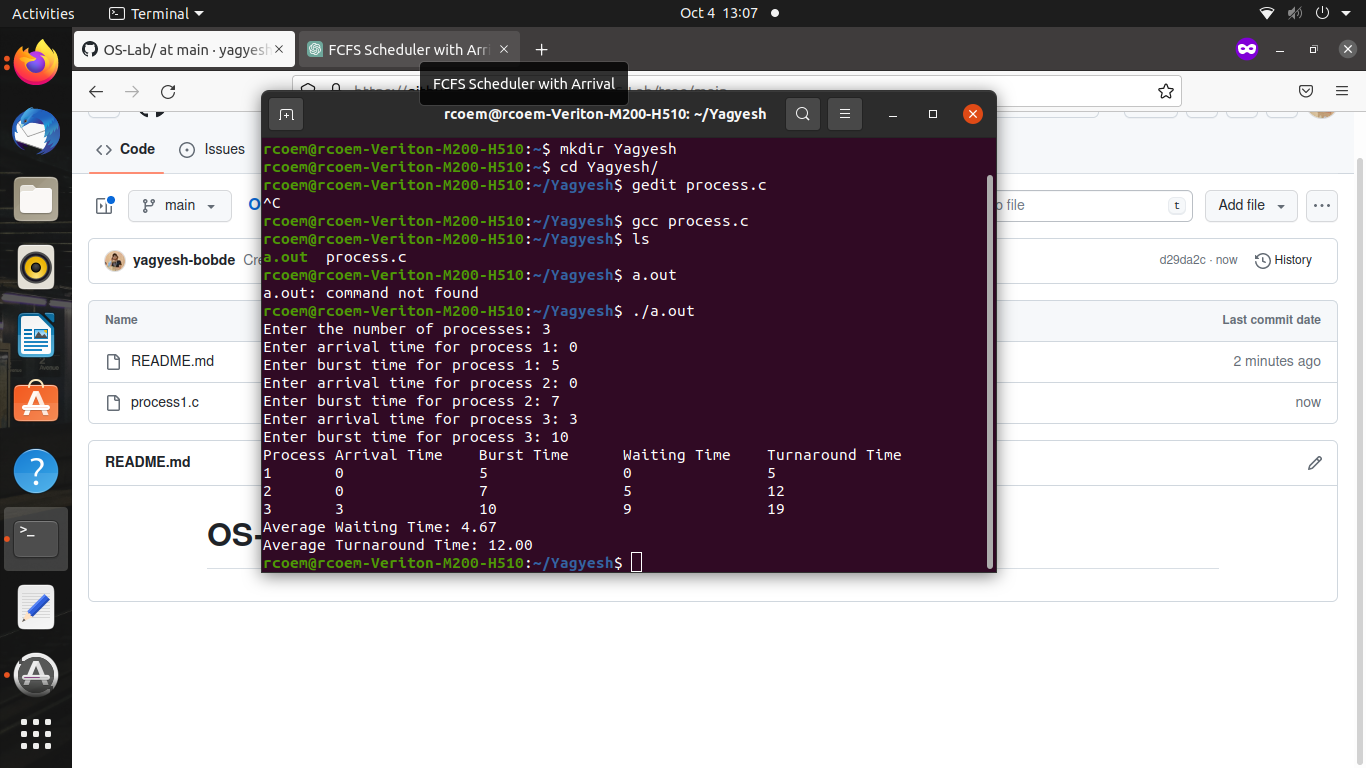 Activities
Terminal
Oct 4 13:07
OS-Lab/ at main · yagyesh
FCFS Scheduler with Arri
FCFS Scheduler with Arrival
rcoem@rcoem-Veriton-M200-H510: ~/Yagyesh
Code
Issues
main
to file
t
Add file
yagyesh-bobde
d29da2c · now
History
Name
Last commit date
README.md
2 minutes ago
process1.c
now
README.md
OS-
rcoem@rcoem-Veriton-M200-H510:~$ mkdir Yagyesh
rcoem@rcoem-Veriton-M200-H510:~$ cd Yagyesh/
rcoem@rcoem-Veriton-M200-H510:~/Yagyesh$ gedit process.c
^C
rcoem@rcoem-Veriton-M200-H510:~/Yagyesh$ gcc process.c
rcoem@rcoem-Veriton-M200-H510:~/Yagyesh$ ls
a.out  process.c
rcoem@rcoem-Veriton-M200-H510:~/Yagyesh$ a.out
a.out: command not found
rcoem@rcoem-Veriton-M200-H510:~/Yagyesh$ ./a.out
Enter the number of processes: 3
Enter arrival time for process 1: 0
Enter burst time for process 1: 5
Enter arrival time for process 2: 0
Enter burst time for process 2: 7
Enter arrival time for process 3: 3
Enter burst time for process 3: 10
Process Arrival Time    Burst Time      Waiting Time    Turnaround Time
1       0               5               0               5
2       0               7               5               12
3       3               10              9               19
Average Waiting Time: 4.67
Average Turnaround Time: 12.00
rcoem@rcoem-Veriton-M200-H510:~/Yagyesh$